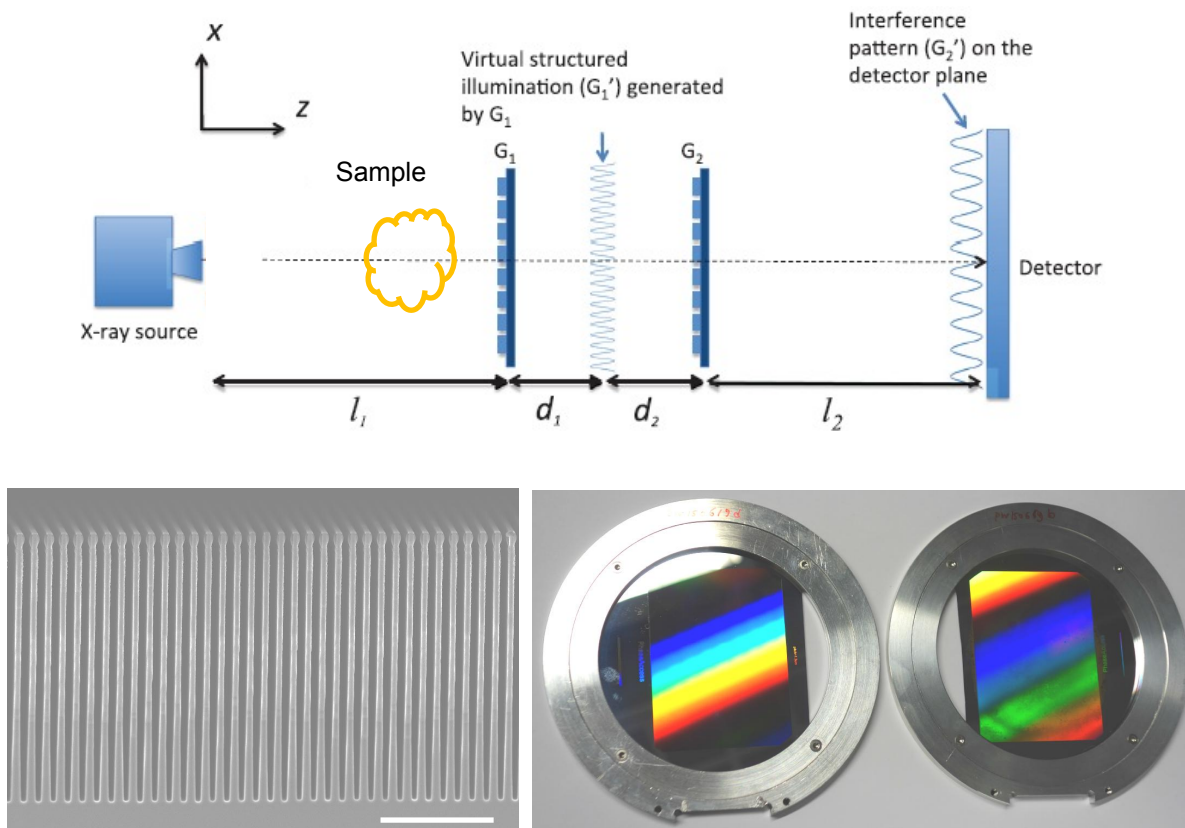 X
Z
Virtual structured
illumination (G₁') generated
by G₁
Interference
pattern (G₂') on the
detector plane
Sample
G₁
G₂
X-ray source
Detector
l₁
d₁
d₂
l₂